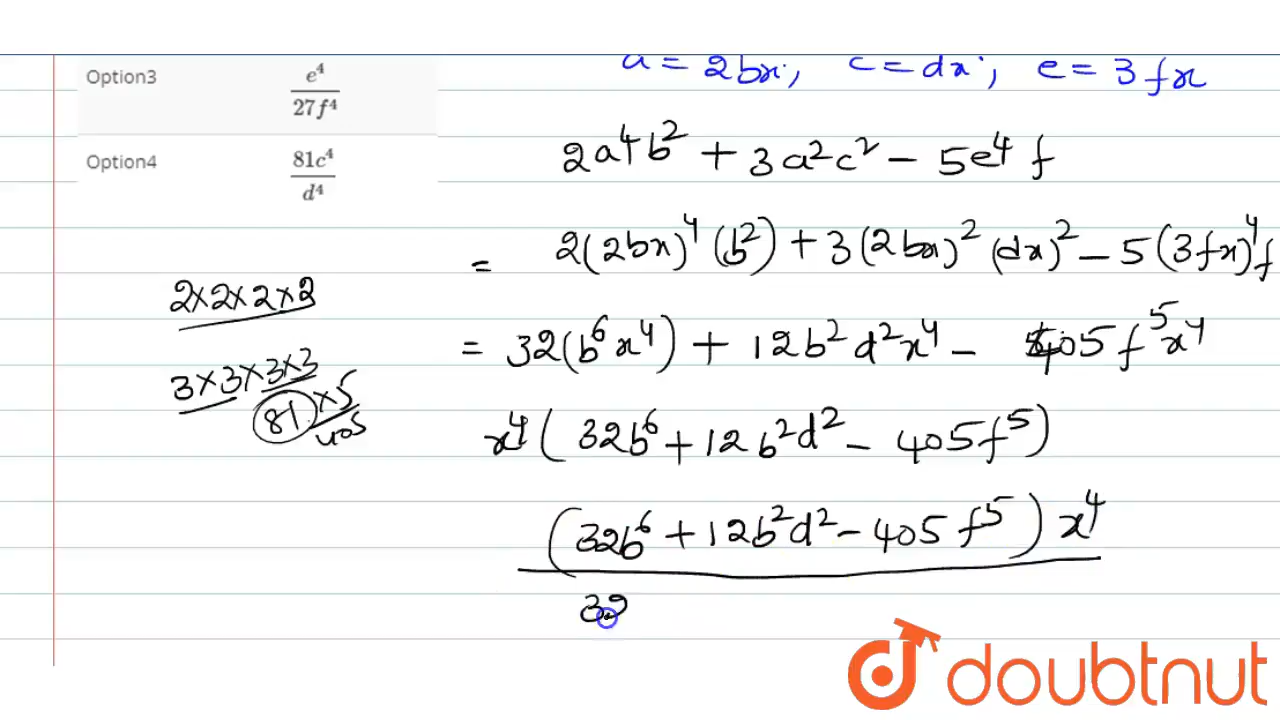 a = 2bx; c = dx; e = 3fx
Option3 e⁴/27f⁴
2a⁴b² + 3a²c² - 5e⁴f
Option4 81c⁴/d⁴
= 2(2bx)⁴(b²) + 3(2bx)²(dx)² - 5(3fx)⁴f
2×2×2×2
= 32(b⁶x⁴) + 12b²d²x⁴ - 405f⁵x⁴
3×3×3×3
81×5
405
x⁴(32b⁶ + 12b²d² - 405f⁵)
(32b⁶ + 12b²d² - 405f⁵)x⁴
32
doubtnut